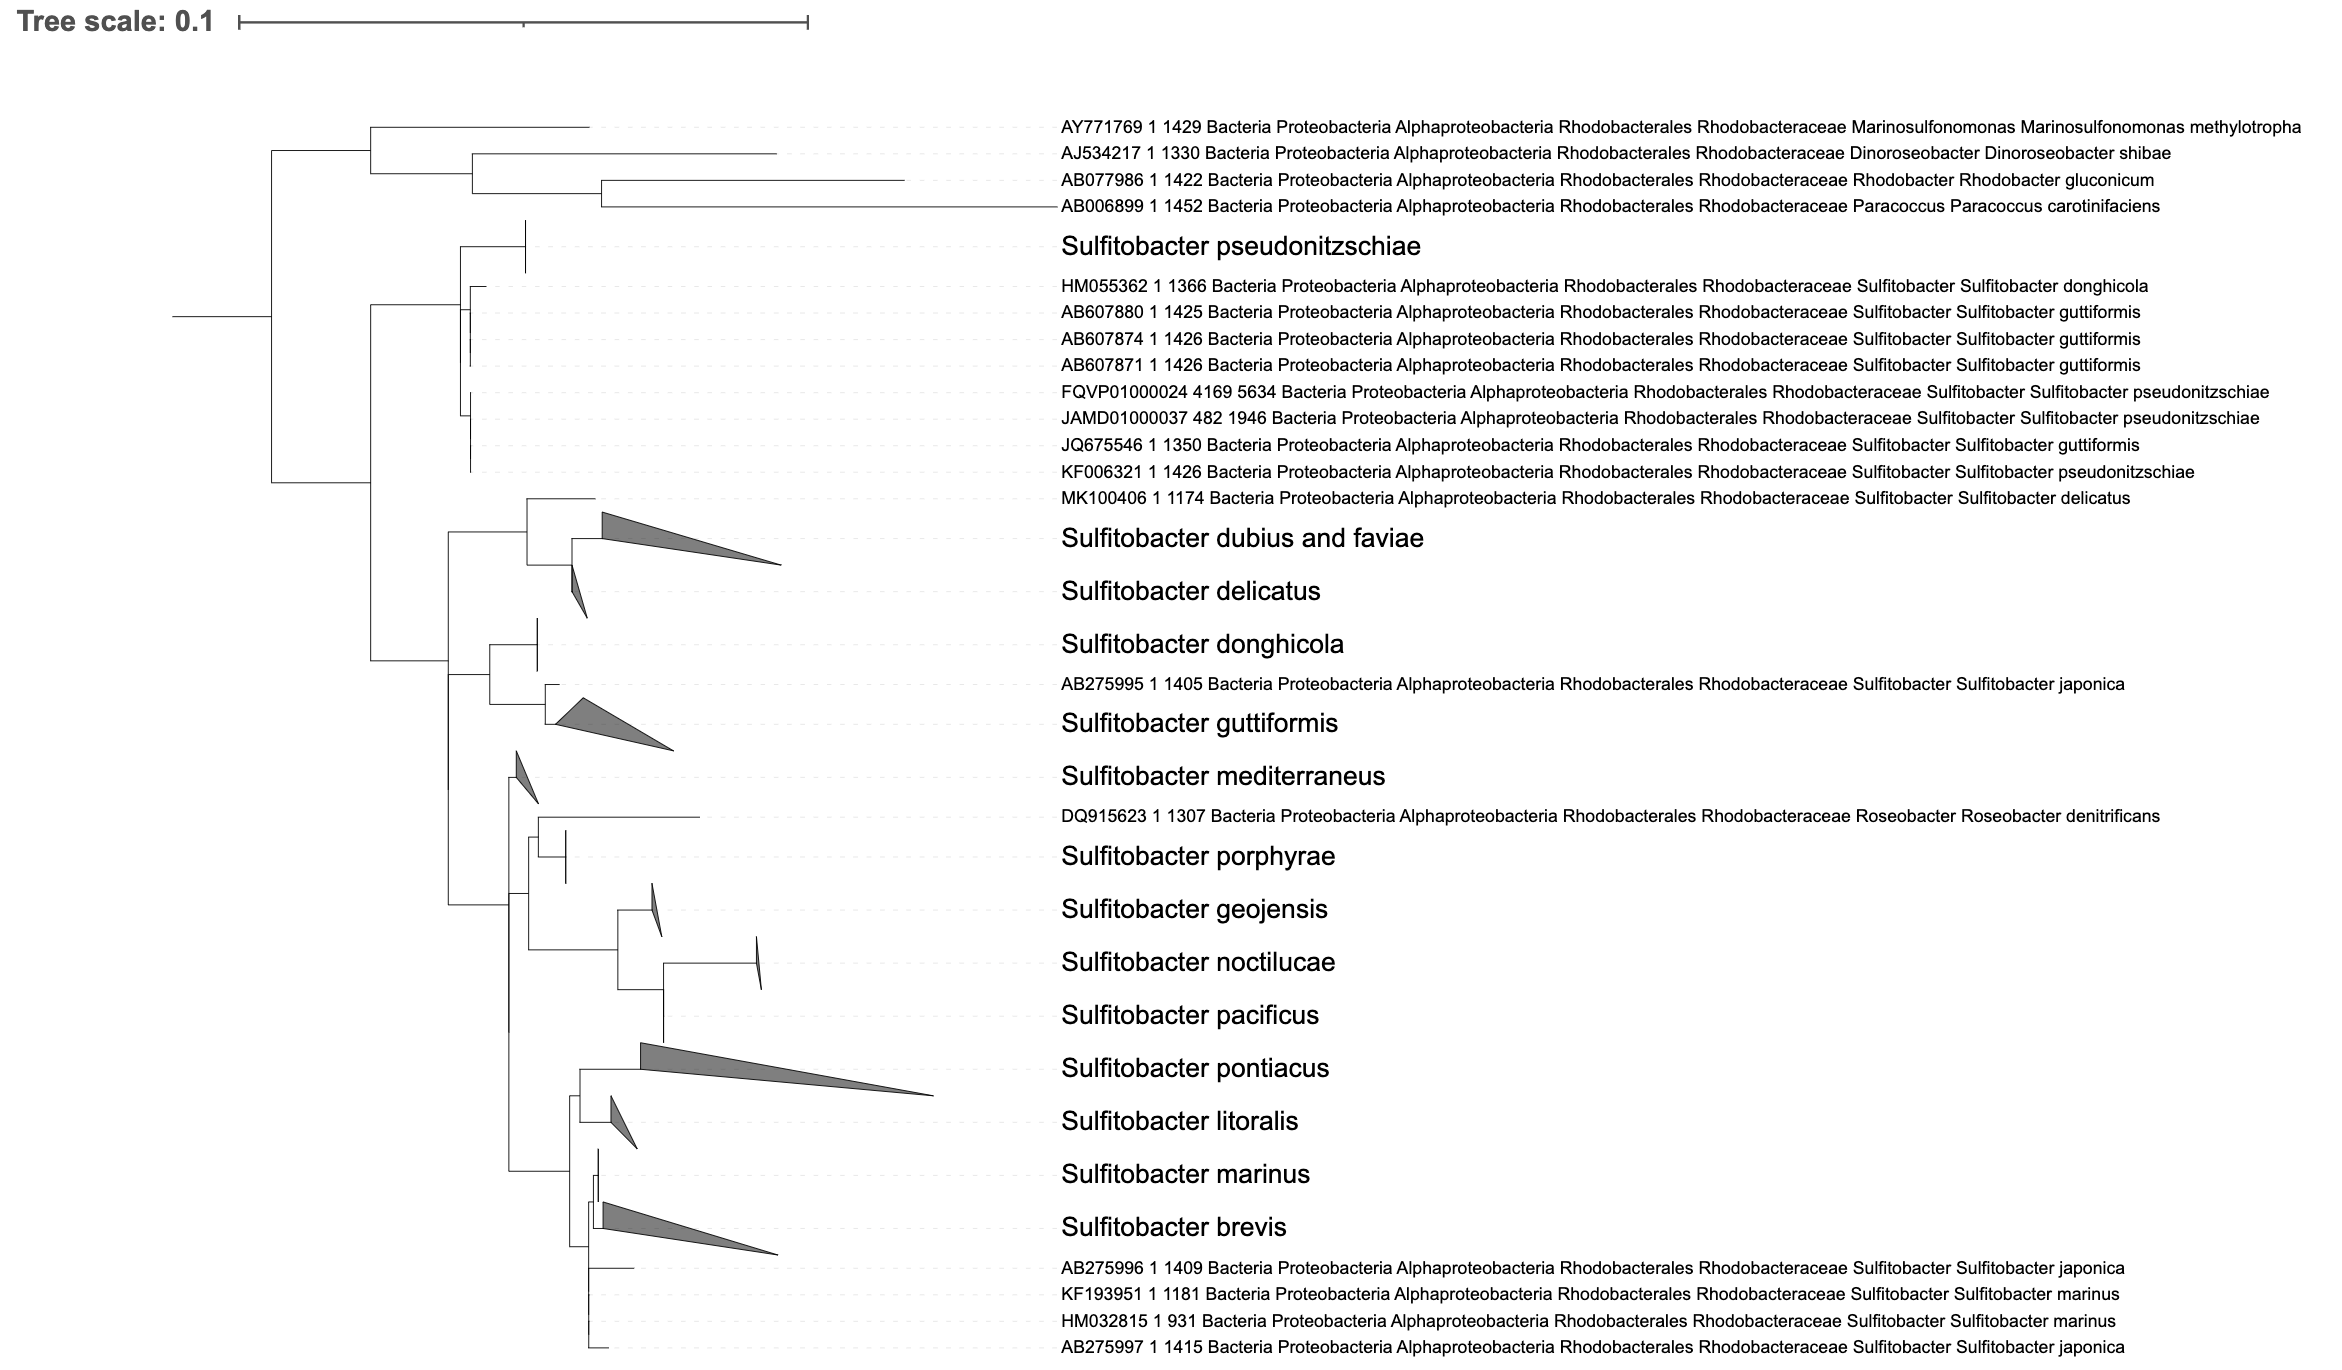 Tree scale: 0.1
AY771769 1 1429 Bacteria Proteobacteria Alphaproteobacteria Rhodobacterales Rhodobacteraceae Marinosulfonomonas Marinosulfonomonas methylotropha
AJ534217 1 1330 Bacteria Proteobacteria Alphaproteobacteria Rhodobacterales Rhodobacteraceae Dinoroseobacter Dinoroseobacter shibae
AB077986 1 1422 Bacteria Proteobacteria Alphaproteobacteria Rhodobacterales Rhodobacteraceae Rhodobacter Rhodobacter gluconicum
AB006899 1 1452 Bacteria Proteobacteria Alphaproteobacteria Rhodobacterales Rhodobacteraceae Paracoccus Paracoccus carotinifaciens
Sulfitobacter pseudonitzschiae
HM055362 1 1366 Bacteria Proteobacteria Alphaproteobacteria Rhodobacterales Rhodobacteraceae Sulfitobacter Sulfitobacter donghicola
AB607880 1 1425 Bacteria Proteobacteria Alphaproteobacteria Rhodobacterales Rhodobacteraceae Sulfitobacter Sulfitobacter guttiformis
AB607874 1 1426 Bacteria Proteobacteria Alphaproteobacteria Rhodobacterales Rhodobacteraceae Sulfitobacter Sulfitobacter guttiformis
AB607871 1 1426 Bacteria Proteobacteria Alphaproteobacteria Rhodobacterales Rhodobacteraceae Sulfitobacter Sulfitobacter guttiformis
FQVP01000024 4169 5634 Bacteria Proteobacteria Alphaproteobacteria Rhodobacterales Rhodobacteraceae Sulfitobacter Sulfitobacter pseudonitzschiae
JAMD01000037 482 1946 Bacteria Proteobacteria Alphaproteobacteria Rhodobacterales Rhodobacteraceae Sulfitobacter Sulfitobacter pseudonitzschiae
JQ675546 1 1350 Bacteria Proteobacteria Alphaproteobacteria Rhodobacterales Rhodobacteraceae Sulfitobacter Sulfitobacter guttiformis
KF006321 1 1426 Bacteria Proteobacteria Alphaproteobacteria Rhodobacterales Rhodobacteraceae Sulfitobacter Sulfitobacter pseudonitzschiae
MK100406 1 1174 Bacteria Proteobacteria Alphaproteobacteria Rhodobacterales Rhodobacteraceae Sulfitobacter Sulfitobacter delicatus
Sulfitobacter dubius and faviae
Sulfitobacter delicatus
Sulfitobacter donghicola
AB275995 1 1405 Bacteria Proteobacteria Alphaproteobacteria Rhodobacterales Rhodobacteraceae Sulfitobacter Sulfitobacter japonica
Sulfitobacter guttiformis
Sulfitobacter mediterraneus
DQ915623 1 1307 Bacteria Proteobacteria Alphaproteobacteria Rhodobacterales Rhodobacteraceae Roseobacter Roseobacter denitrificans
Sulfitobacter porphyrae
Sulfitobacter geojensis
Sulfitobacter noctilucae
Sulfitobacter pacificus
Sulfitobacter pontiacus
Sulfitobacter litoralis
Sulfitobacter marinus
Sulfitobacter brevis
AB275996 1 1409 Bacteria Proteobacteria Alphaproteobacteria Rhodobacterales Rhodobacteraceae Sulfitobacter Sulfitobacter japonica
KF193951 1 1181 Bacteria Proteobacteria Alphaproteobacteria Rhodobacterales Rhodobacteraceae Sulfitobacter Sulfitobacter marinus
HM032815 1 931 Bacteria Proteobacteria Alphaproteobacteria Rhodobacterales Rhodobacteraceae Sulfitobacter Sulfitobacter marinus
AB275997 1 1415 Bacteria Proteobacteria Alphaproteobacteria Rhodobacterales Rhodobacteraceae Sulfitobacter Sulfitobacter japonica